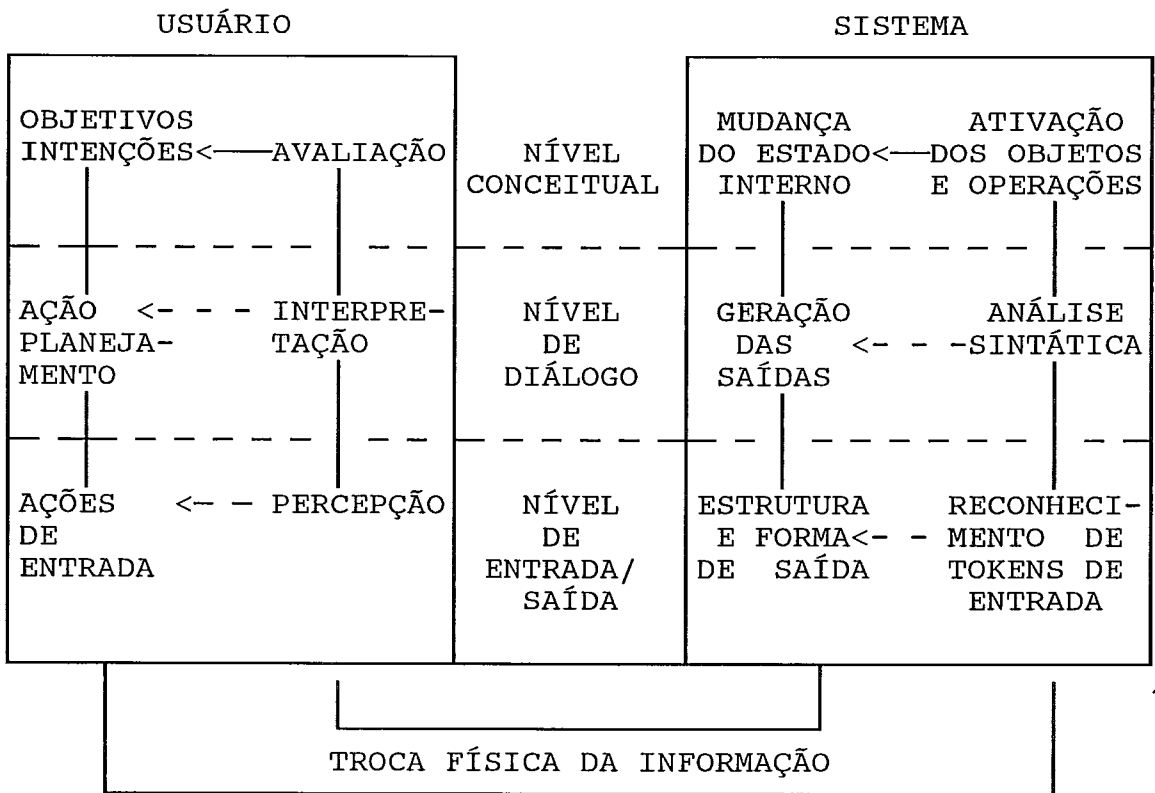 USUÁRIO
SISTEMA
OBJETIVOS
INTENÇÕES<——AVALIAÇÃO
NÍVEL
CONCEITUAL
MUDANÇA
DO ESTADO<——DOS OBJETOS
INTERNO
ATIVAÇÃO
E OPERAÇÕES
AÇÃO <- - - INTERPRE-
PLANEJA- TAÇÃO
MENTO
NÍVEL
DE
DIÁLOGO
GERAÇÃO ANÁLISE
DAS <- - -SINTÁTICA
SAÍDAS
AÇÕES <- - PERCEPÇÃO
DE
ENTRADA
NÍVEL
DE
ENTRADA/
SAÍDA
ESTRUTURA RECONHECI-
E FORMA<- - MENTO DE
DE SAÍDA TOKENS DE
ENTRADA
TROCA FÍSICA DA INFORMAÇÃO